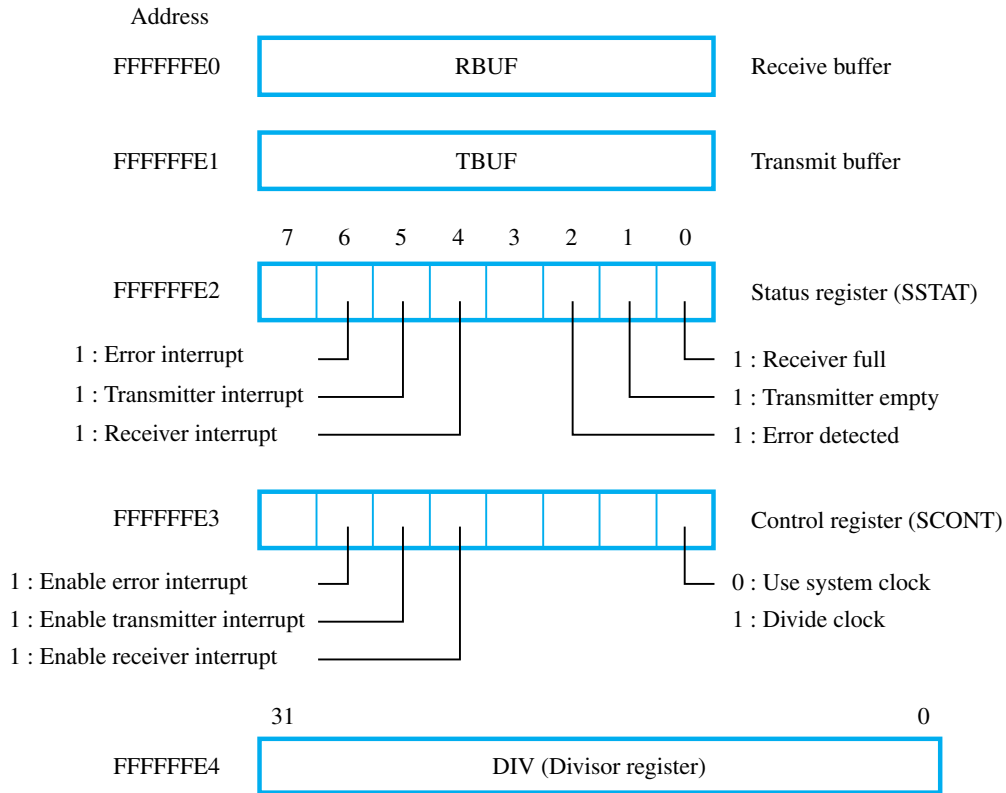 Address
FFFFFFE0 RBUF Receive buffer
FFFFFFE1 TBUF Transmit buffer
7 6 5 4 3 2 1 0
FFFFFFE2 Status register (SSTAT)
1 : Error interrupt 1 : Receiver full
1 : Transmitter interrupt 1 : Transmitter empty
1 : Receiver interrupt 1 : Error detected
FFFFFFE3 Control register (SCONT)
1 : Enable error interrupt 0 : Use system clock
1 : Enable transmitter interrupt 1 : Divide clock
1 : Enable receiver interrupt
31 0
FFFFFFE4 DIV (Divisor register)